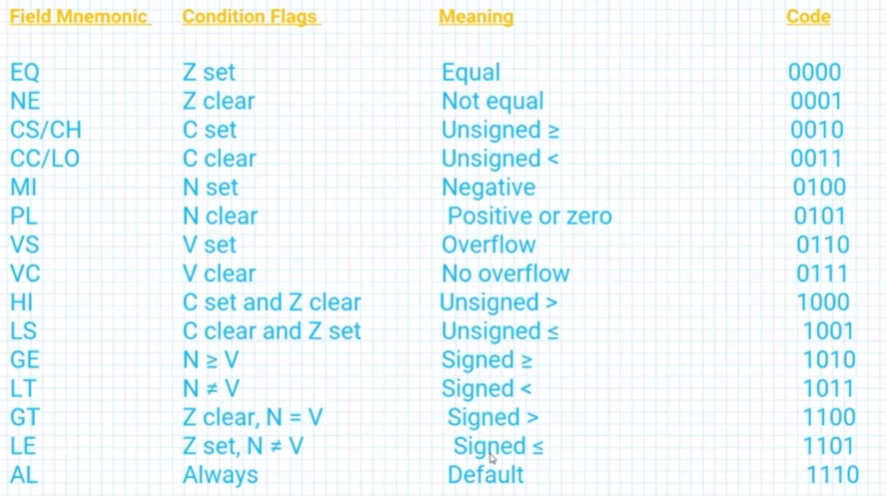 Field Mnemonic Condition Flags Meaning Code
EQ Z set Equal 0000
NE Z clear Not equal 0001
CS/CH C set Unsigned ≥ 0010
CC/LO C clear Unsigned < 0011
MI N set Negative 0100
PL N clear Positive or zero 0101
VS V set Overflow 0110
VC V clear No overflow 0111
HI C set and Z clear Unsigned > 1000
LS C clear and Z set Unsigned ≤ 1001
GE N ≥ V Signed ≥ 1010
LT N ≠ V Signed < 1011
GT Z clear, N = V Signed > 1100
LE Z set, N ≠ V Signed ≤ 1101
AL Always Default 1110